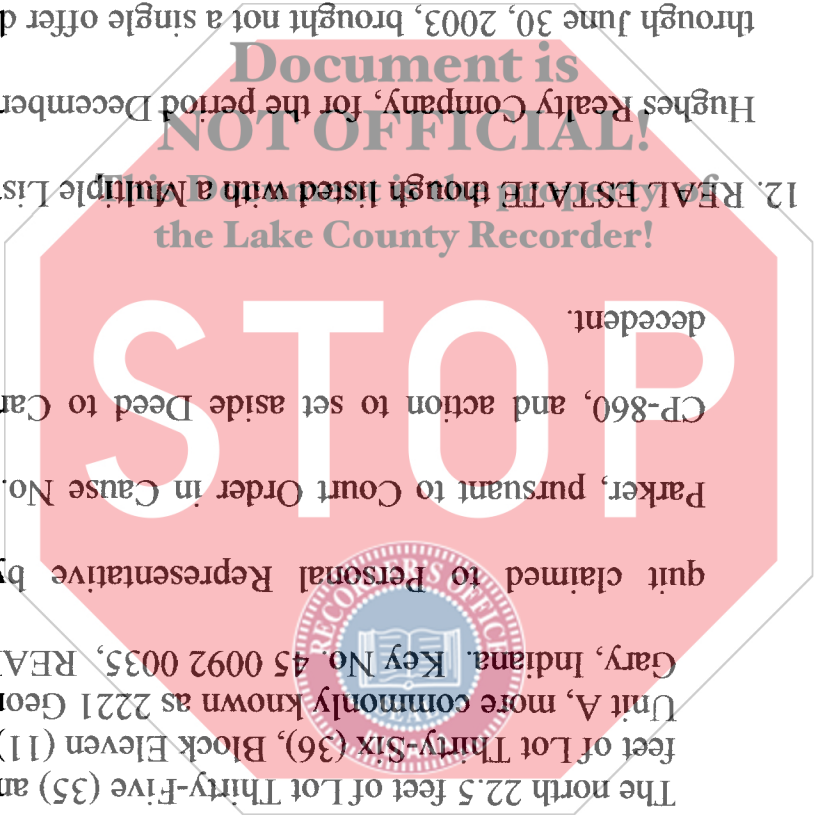 The north 22.5 feet of Lot Thirty-Five (35) an
feet of Lot Thirty-Six (36), Block Eleven (11)
Unit A, more commonly known as 2221 Geor
Gary, Indiana. Key No. 45 0092 0035, REA
quit claimed to Personal Representative by
Parker, pursuant to Court Order in Cause No.
CP-860, and action to set aside Deed to Car
decedent.
12. REAL ESTATE though listed with a Multiple List
Hughes Realty Company, for the period December
through June 30, 2003, brought not a single offer d
Document is
NOT OFFICIAL!
This Document is the property of
the Lake County Recorder!
STOP
RECORDER'S OFFICE
SEAL